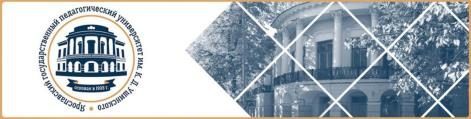 Ярославский государственный педагогический университет им. К. Д. Ушинского
основан в 1908 г.